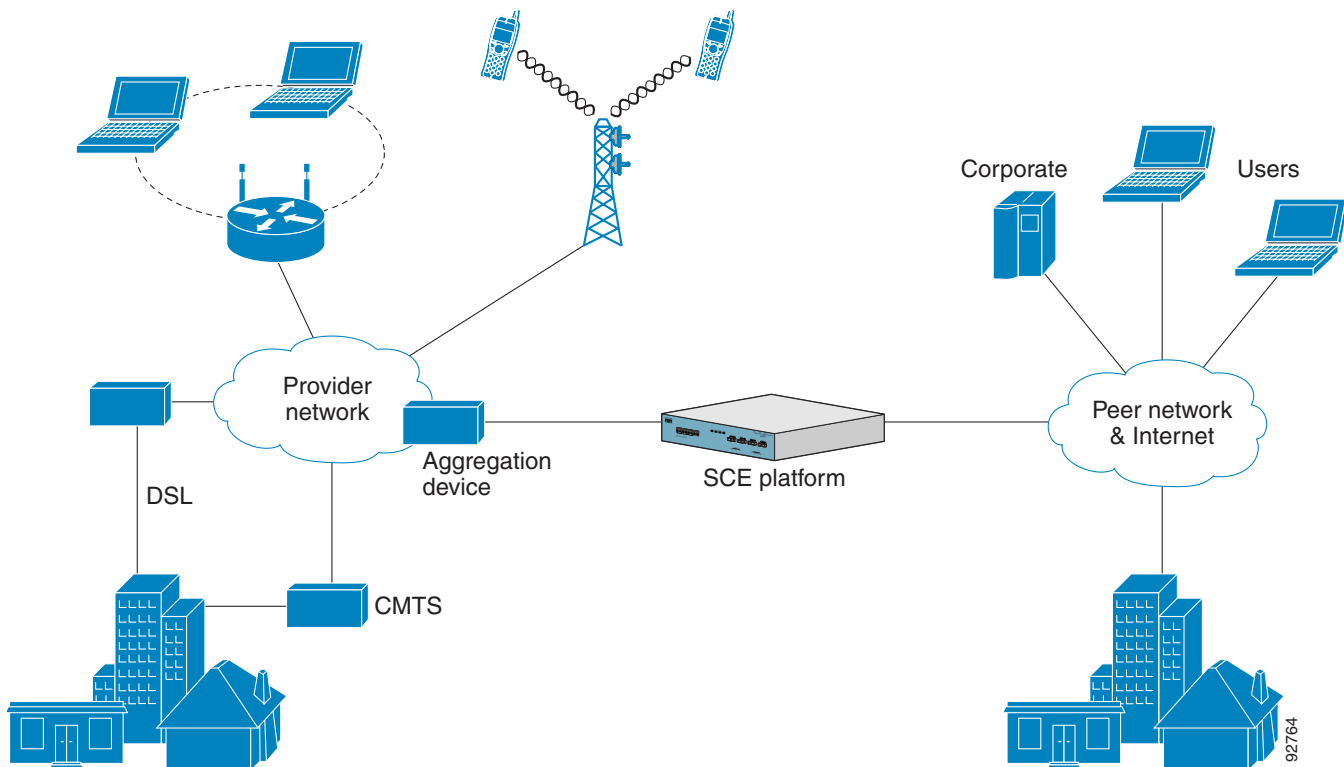 Corporate
Users
Provider
network
Peer network
& Internet
Aggregation
device
SCE platform
DSL
CMTS
92764